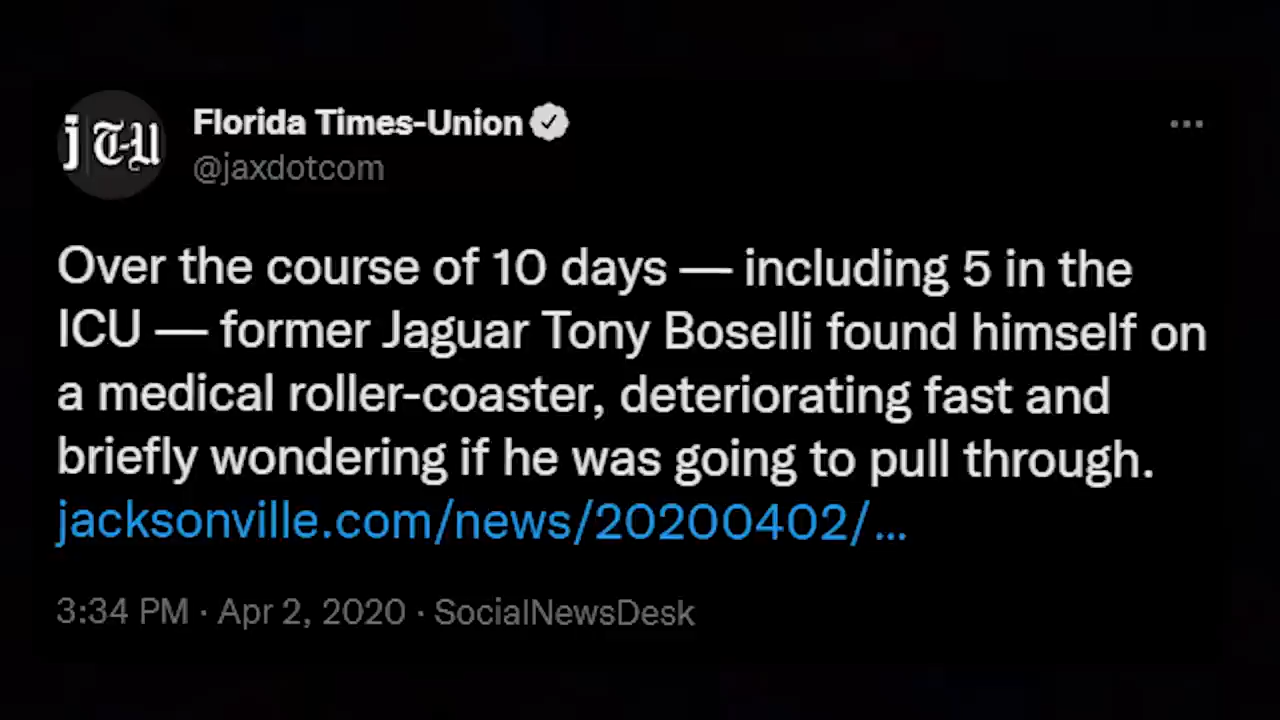 j T-U
Florida Times-Union
@jaxdotcom
Over the course of 10 days — including 5 in the
ICU — former Jaguar Tony Boselli found himself on
a medical roller-coaster, deteriorating fast and
briefly wondering if he was going to pull through.
jacksonville.com/news/20200402/...
3:34 PM · Apr 2, 2020 · SocialNewsDesk